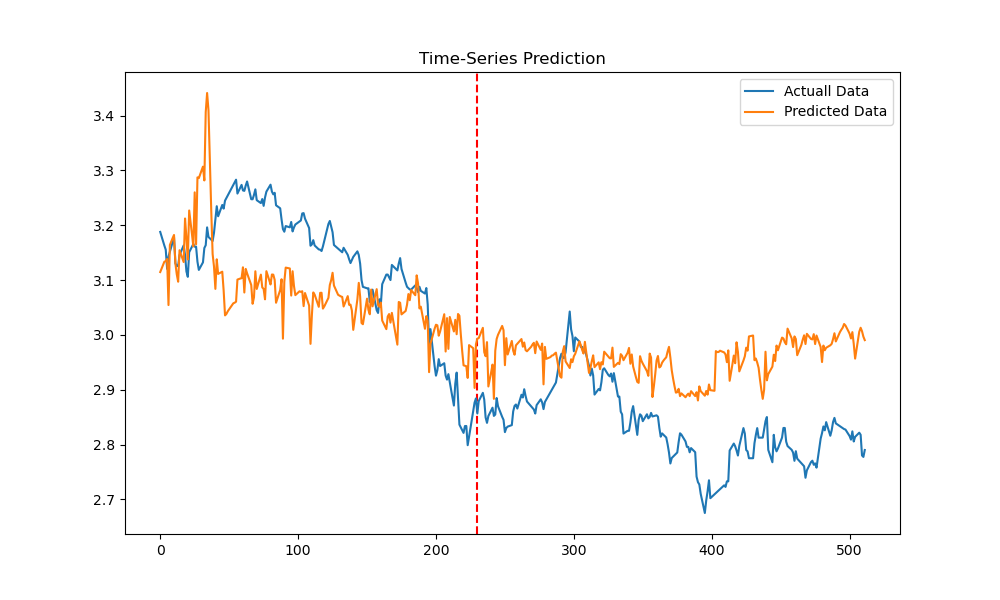 Time-Series Prediction
Actuall Data
Predicted Data
3.4
3.3
3.2
3.1
3.0
2.9
2.8
2.7
0 100 200 300 400 500